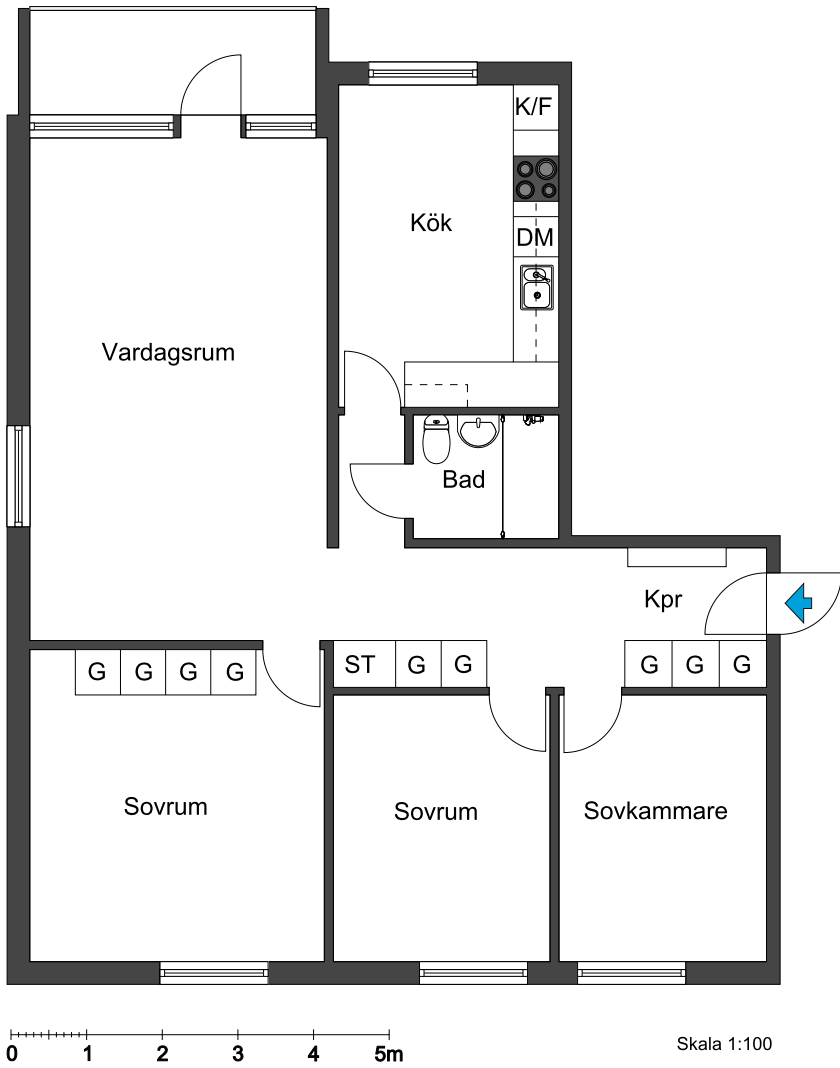 K/F
Kök
DM
Vardagsrum
Bad
Kpr
G G G G
ST G G
G G G
Sovrum
Sovrum
Sovkammare
0 1 2 3 4 5m
Skala 1:100